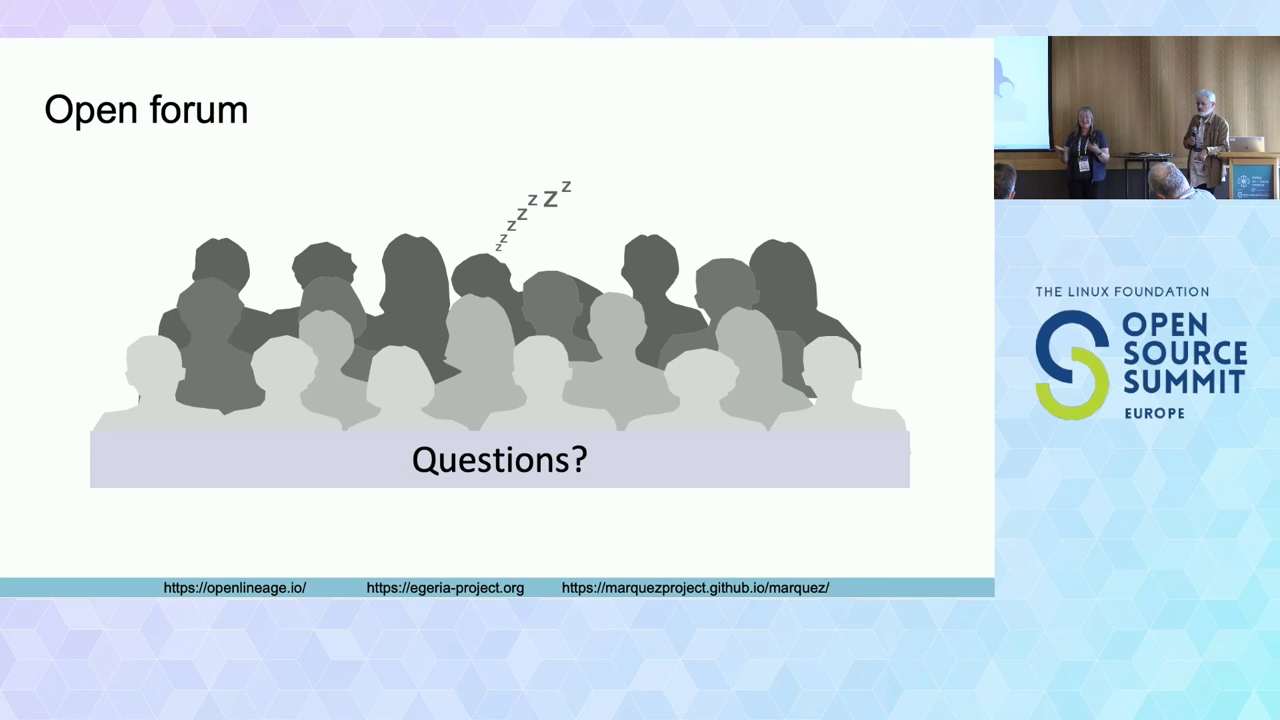 Open forum
z
z
z
z
z
Z
z
Questions?
https://openlineage.io/
https://egeria-project.org
https://marquezproject.github.io/marquez/
THE LINUX FOUNDATION
OPEN
SOURCE
SUMMIT
EUROPE